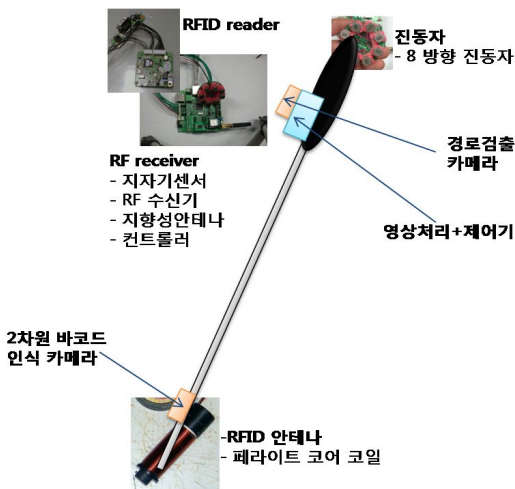 RFID reader
진동자
- 8 방향 진동자
RF receiver
- 지자기센서
- RF 수신기
- 지향성안테나
- 컨트롤러
경로검출
카메라
영상처리+제어기
2차원 바코드
인식 카메라
-RFID 안테나
- 페라이트 코어 코일